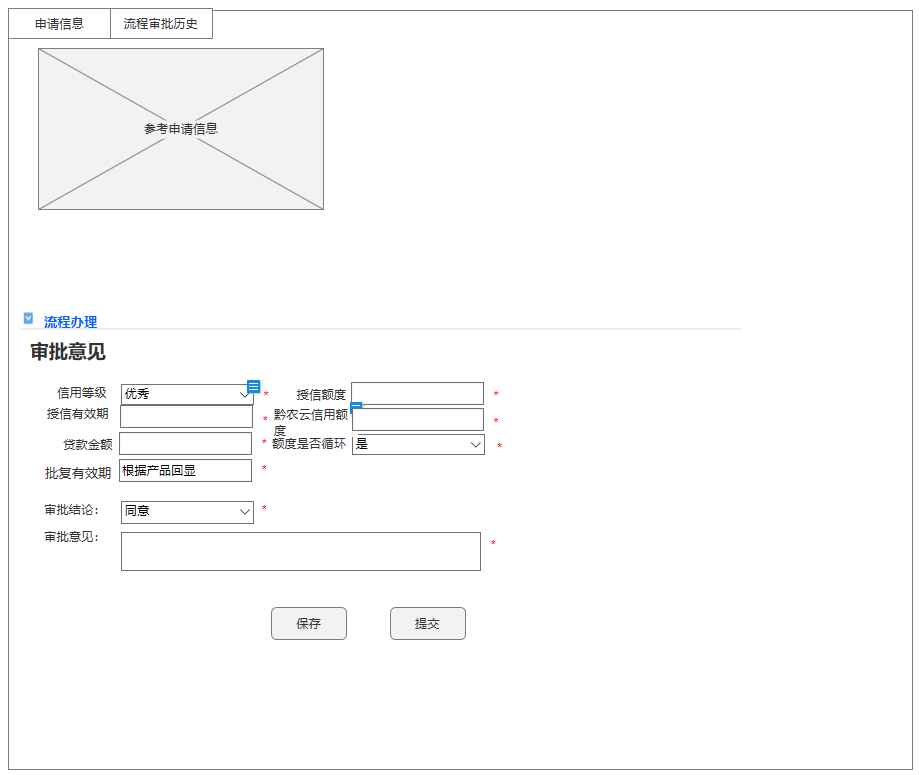 申请信息 流程审批历史
参考申请信息
流程办理
审批意见
信用等级 优秀 * 授信额度 *
授信有效期 * 黔农云信用额度 *
贷款金额 * 额度是否循环 是 *
批复有效期 根据产品回显 *
审批结论: 同意 *
审批意见: *
保存 提交